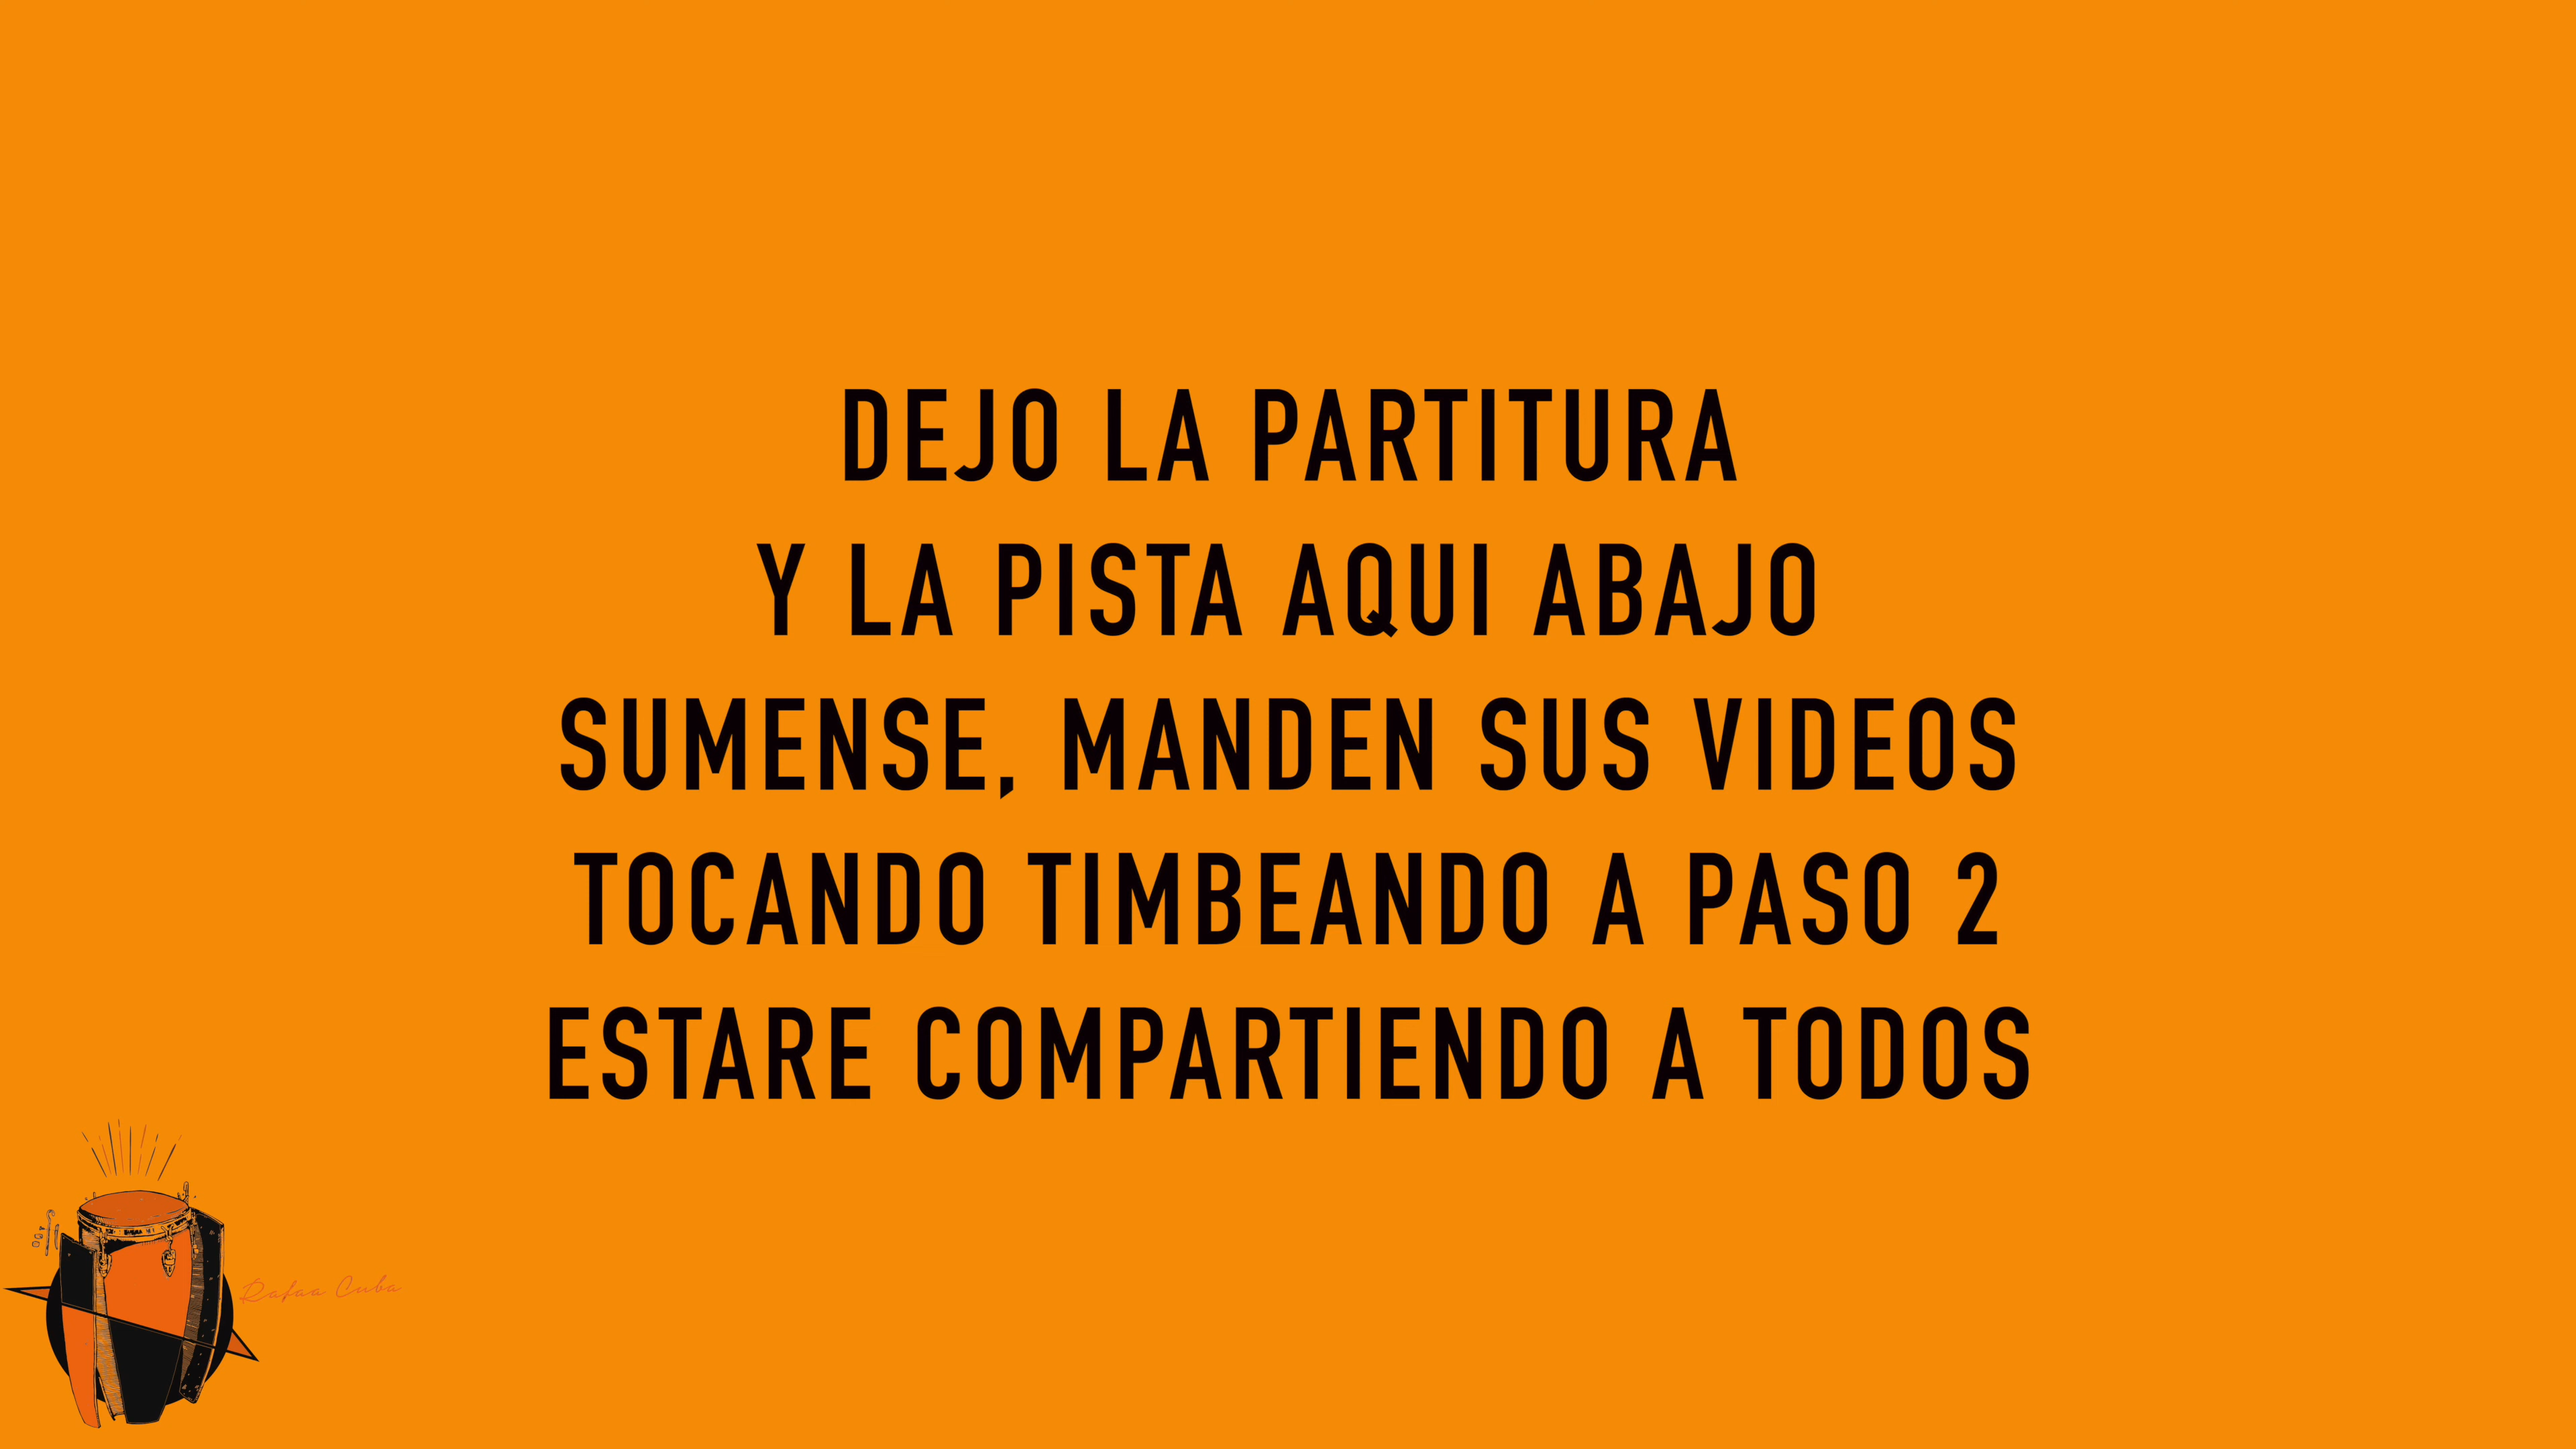 DEJO LA PARTITURA
Y LA PISTA AQUI ABAJO
SUMENSE, MANDEN SUS VIDEOS
TOCANDO TIMBEANDO A PASO 2
ESTARE COMPARTIENDO A TODOS
Rafaa Cuba